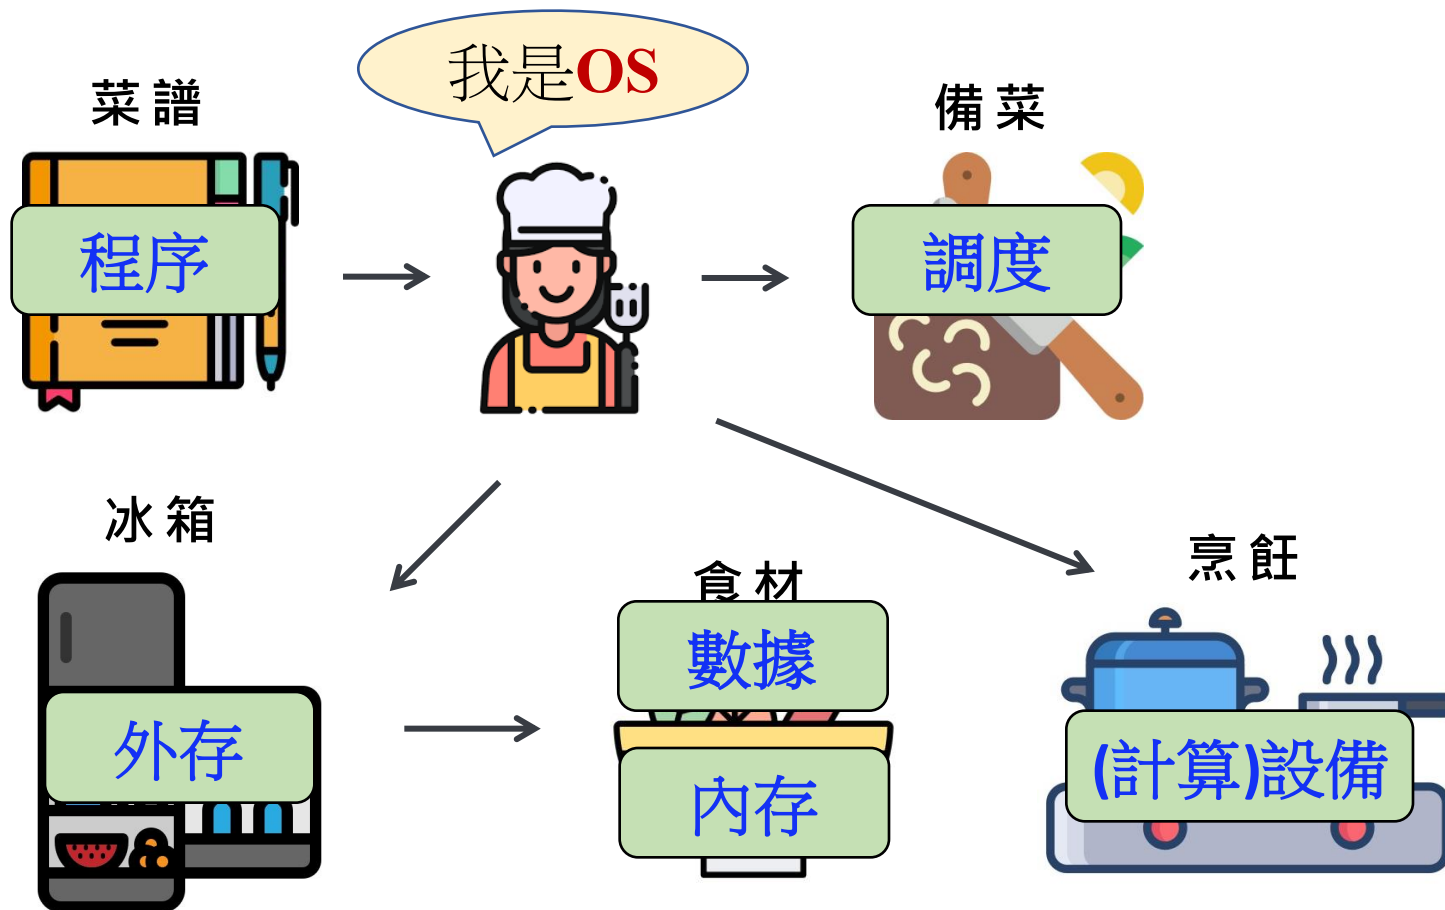 我是OS
菜譜
備菜
程序
調度
冰箱
食材
烹飪
數據
外存
內存
(計算)設備